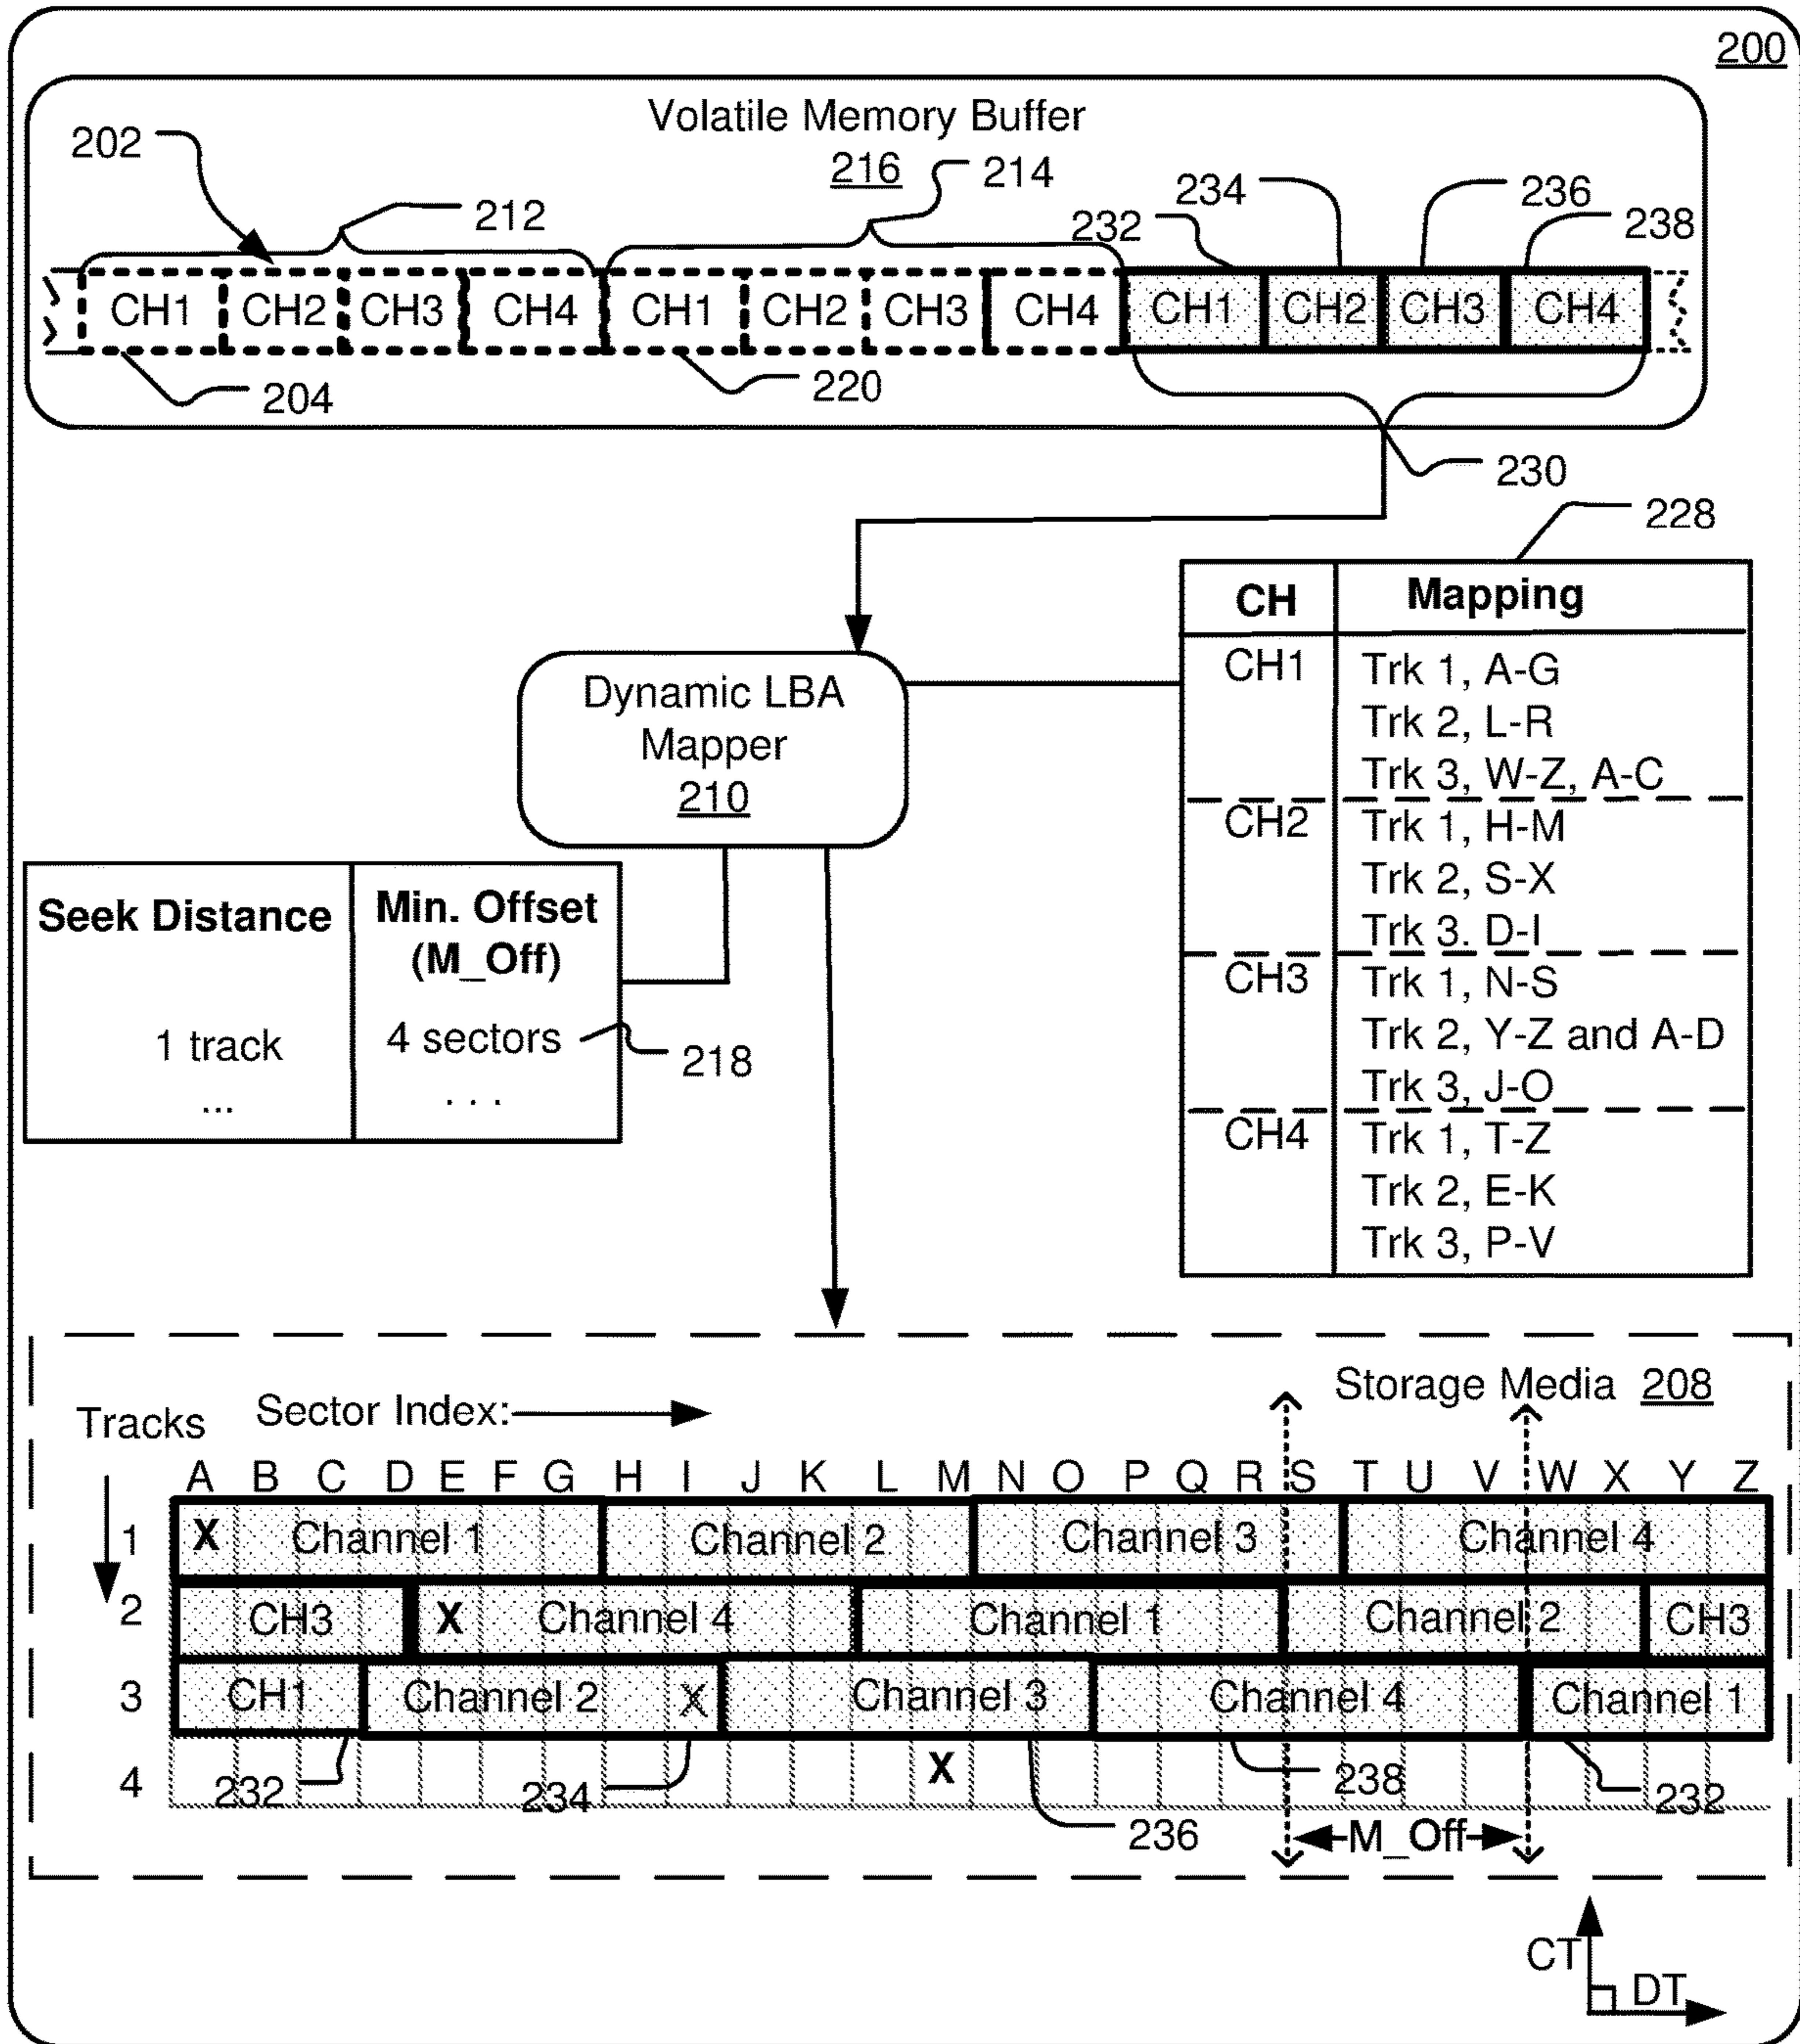 200
Volatile Memory Buffer
216
202
212
214
232
234
236
238
CH1 CH2 CH3 CH4 CH1 CH2 CH3 CH4 CH1 CH2 CH3 CH4
204
220
230
228
CH Mapping
CH1 Trk 1, A-G
Trk 2, L-R
Trk 3, W-Z, A-C
CH2 Trk 1, H-M
Trk 2, S-X
Trk 3. D-I
CH3 Trk 1, N-S
Trk 2, Y-Z and A-D
Trk 3, J-O
CH4 Trk 1, T-Z
Trk 2, E-K
Trk 3, P-V
Dynamic LBA
Mapper
210
Seek Distance
Min. Offset
(M_Off)
1 track
4 sectors
218
...
. . .
Storage Media 208
Tracks
Sector Index:
A B C D E F G H I J K L M N O P Q R S T U V W X Y Z
1 X Channel 1 Channel 2 Channel 3 Channel 4
2 CH3 X Channel 4 Channel 1 Channel 2 CH3
3 CH1 Channel 2 X Channel 3 Channel 4 Channel 1
4 X
232
234
236
238
232
M_Off
CT
DT